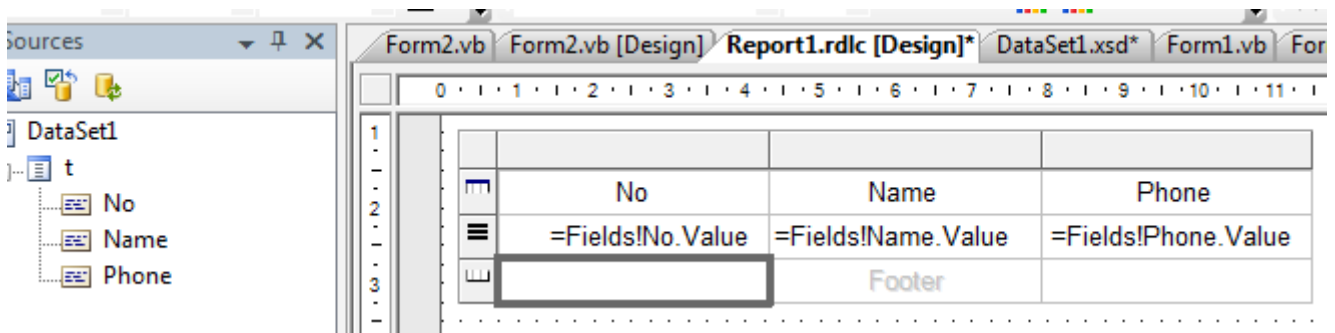 Sources
Form2.vb Form2.vb [Design] Report1.rdlc [Design]* DataSet1.xsd* Form1.vb For
0 1 2 3 4 5 6 7 8 9 10 11
DataSet1
t
No
Name
Phone
1
2
3
No Name Phone
=Fields!No.Value =Fields!Name.Value =Fields!Phone.Value
Footer